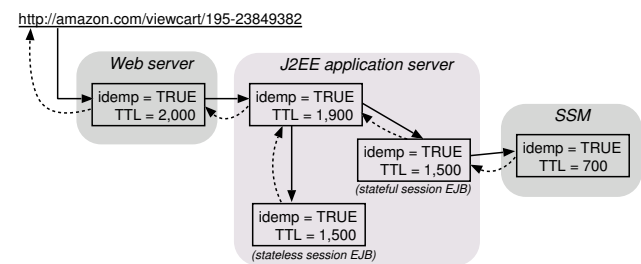 http://amazon.com/viewcart/195-23849382
Web server
idemp = TRUE
TTL = 2,000
J2EE application server
idemp = TRUE
TTL = 1,900
idemp = TRUE
TTL = 1,500
(stateful session EJB)
idemp = TRUE
TTL = 1,500
(stateless session EJB)
SSM
idemp = TRUE
TTL = 700